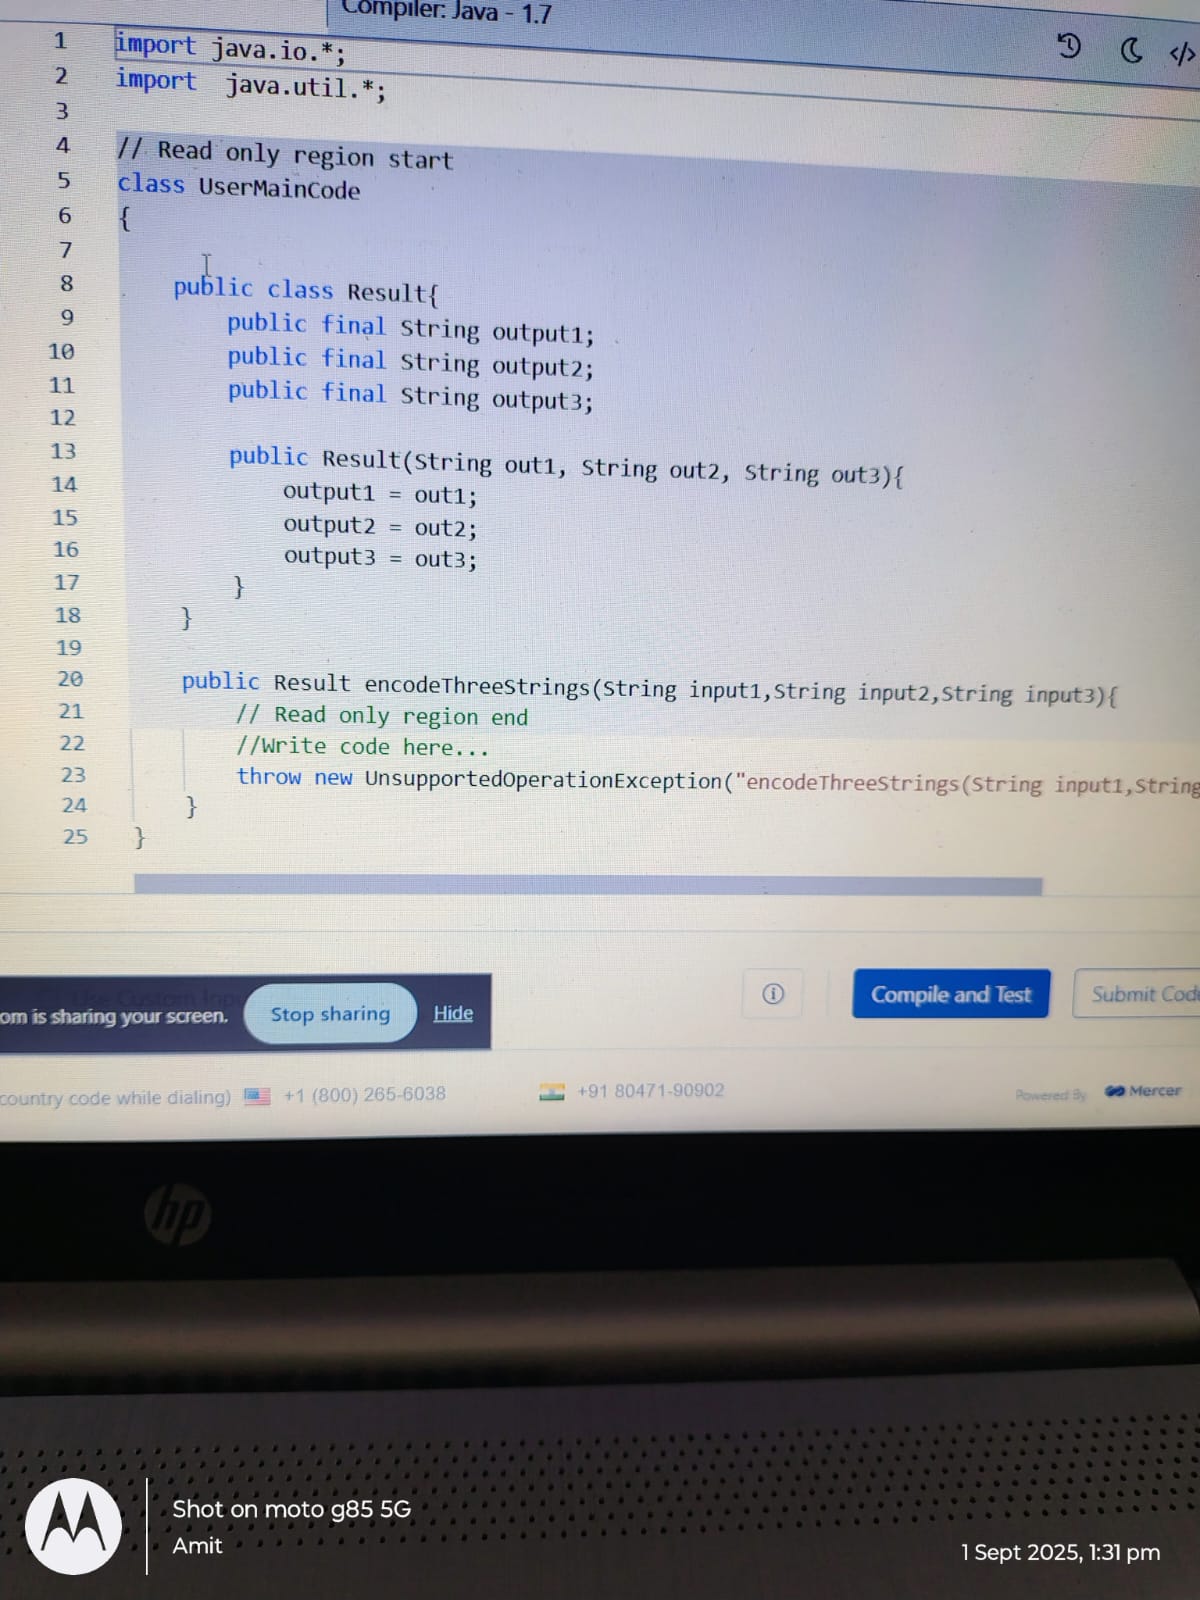 Compiler: Java - 1.7
1 import java.io.*;
2 import java.util.*;
3
4 // Read only region start
5 class UserMainCode
6 {
7
8 public class Result{
9 public final String output1;
10 public final String output2;
11 public final String output3;
12
13 public Result(String out1, String out2, String out3){
14 output1 = out1;
15 output2 = out2;
16 output3 = out3;
17 }
18 }
19
20 public Result encodeThreeStrings(String input1,String input2,String input3){
21 // Read only region end
22 //Write code here...
23 throw new UnsupportedOperationException("encodeThreeStrings(String input1,String
24 }
25 }
Use Custom Inp
om is sharing your screen. Stop sharing Hide
Compile and Test
Submit Cod
country code while dialing) +1 (800) 265-6038 +91 80471-90902
Powered By Mercer
hp
Shot on moto g85 5G
Amit
1 Sept 2025, 1:31 pm